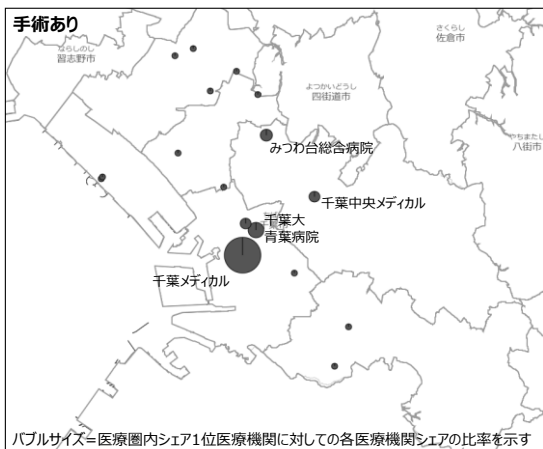 手術あり
さくらし
佐倉市
ならしのし
習志野市
よつかいどうし
四街道市
やちまたし
八街市
みつわ台総合病院
千葉中央メディカル
千葉大
青葉病院
千葉メディカル
バブルサイズ=医療圏内シェア1位医療機関に対しての各医療機関シェアの比率を示す